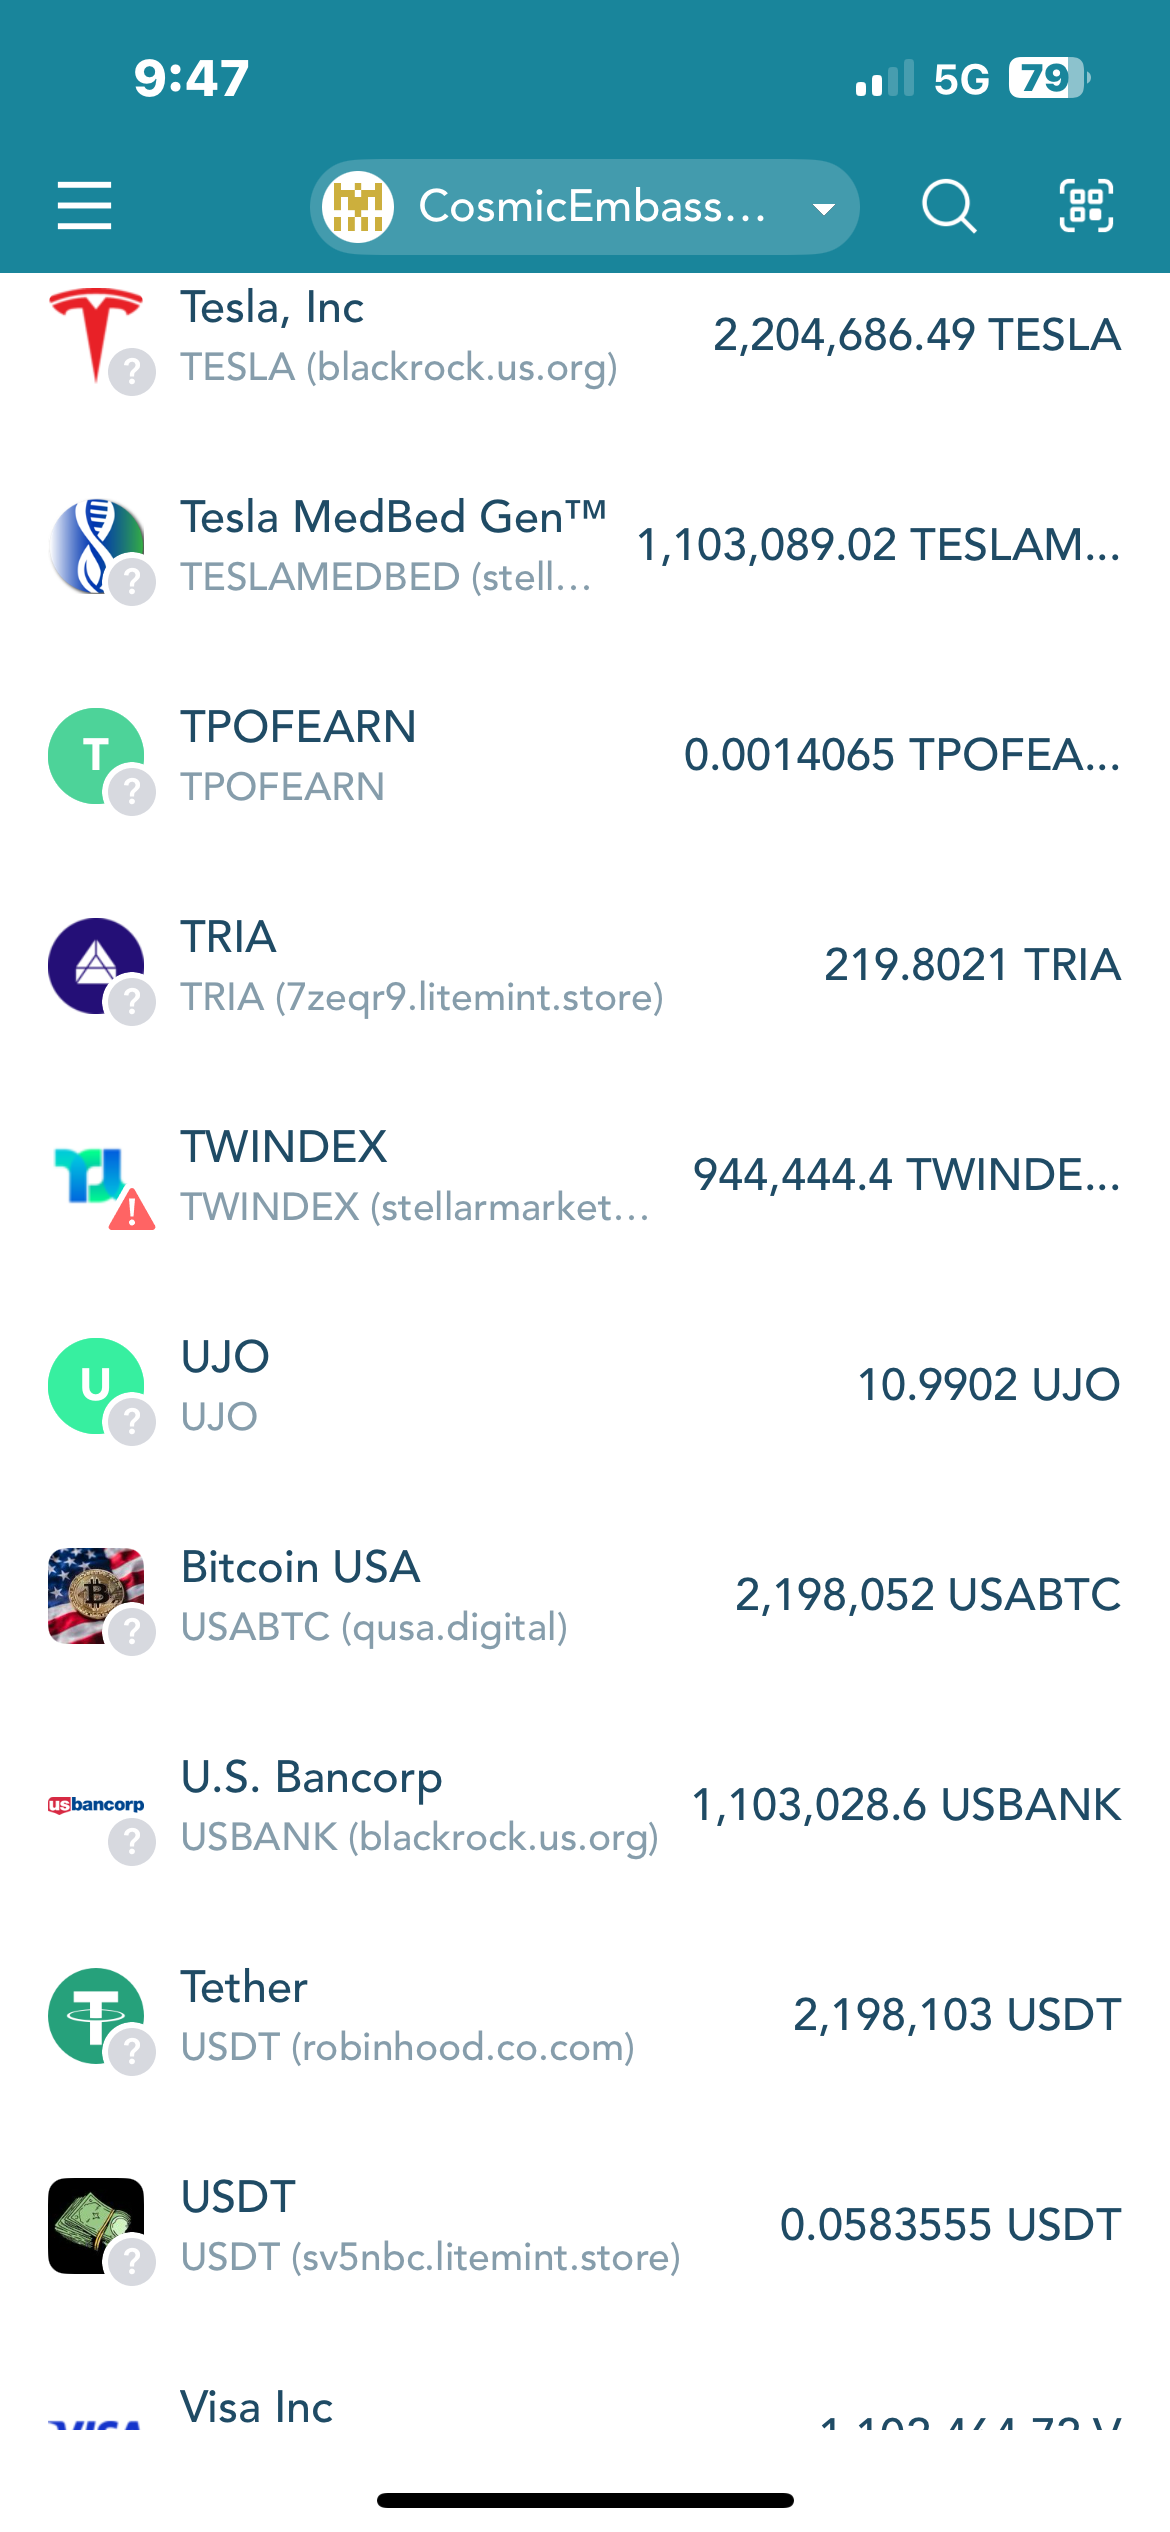 9:47
5G 79
CosmicEmbass...
Tesla, Inc
2,204,686.49 TESLA
TESLA (blackrock.us.org)
?
Tesla MedBed Gen™
1,103,089.02 TESLAM...
TESLAMEDBED (stell...
?
TPOFEARN
T
0.0014065 TPOFEA...
TPOFEARN
?
TRIA
219.8021 TRIA
TRIA (7zeqr9.litemint.store)
?
TWINDEX
944,444.4 TWINDE...
TWINDEX (stellarmarket...
!
UJO
U
10.9902 UJO
UJO
?
Bitcoin USA
2,198,052 USABTC
USABTC (qusa.digital)
?
U.S. Bancorp
usbancorp
1,103,028.6 USBANK
USBANK (blackrock.us.org)
?
Tether
2,198,103 USDT
USDT (robinhood.co.com)
?
USDT
0.0583555 USDT
USDT (sv5nbc.litemint.store)
?
Visa Inc
VISA